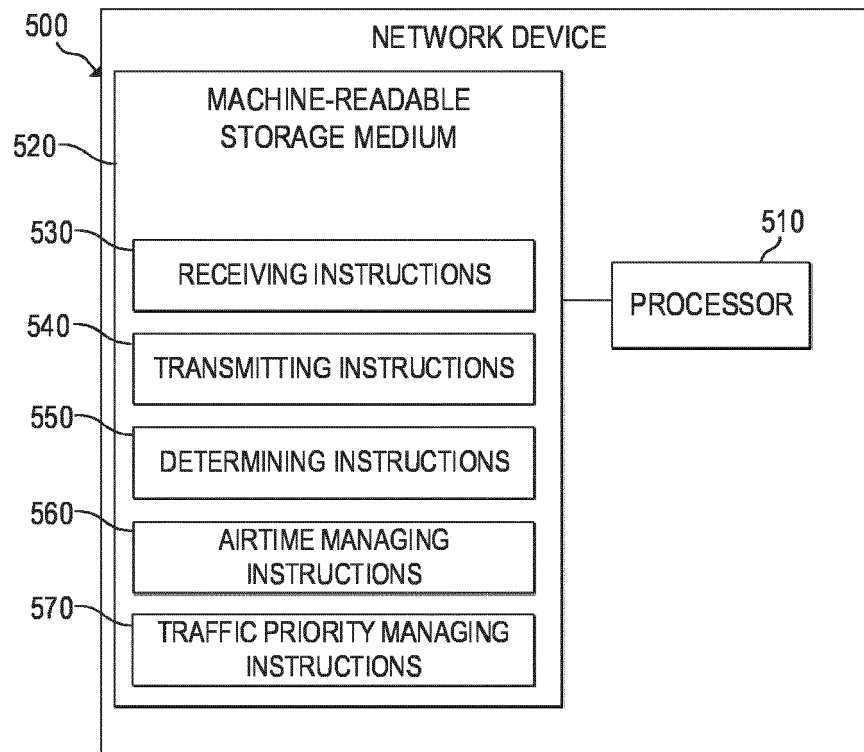 500
NETWORK DEVICE
MACHINE-READABLE
STORAGE MEDIUM
520
530
RECEIVING INSTRUCTIONS
510
PROCESSOR
540
TRANSMITTING INSTRUCTIONS
550
DETERMINING INSTRUCTIONS
560
AIRTIME MANAGING
INSTRUCTIONS
570
TRAFFIC PRIORITY MANAGING
INSTRUCTIONS